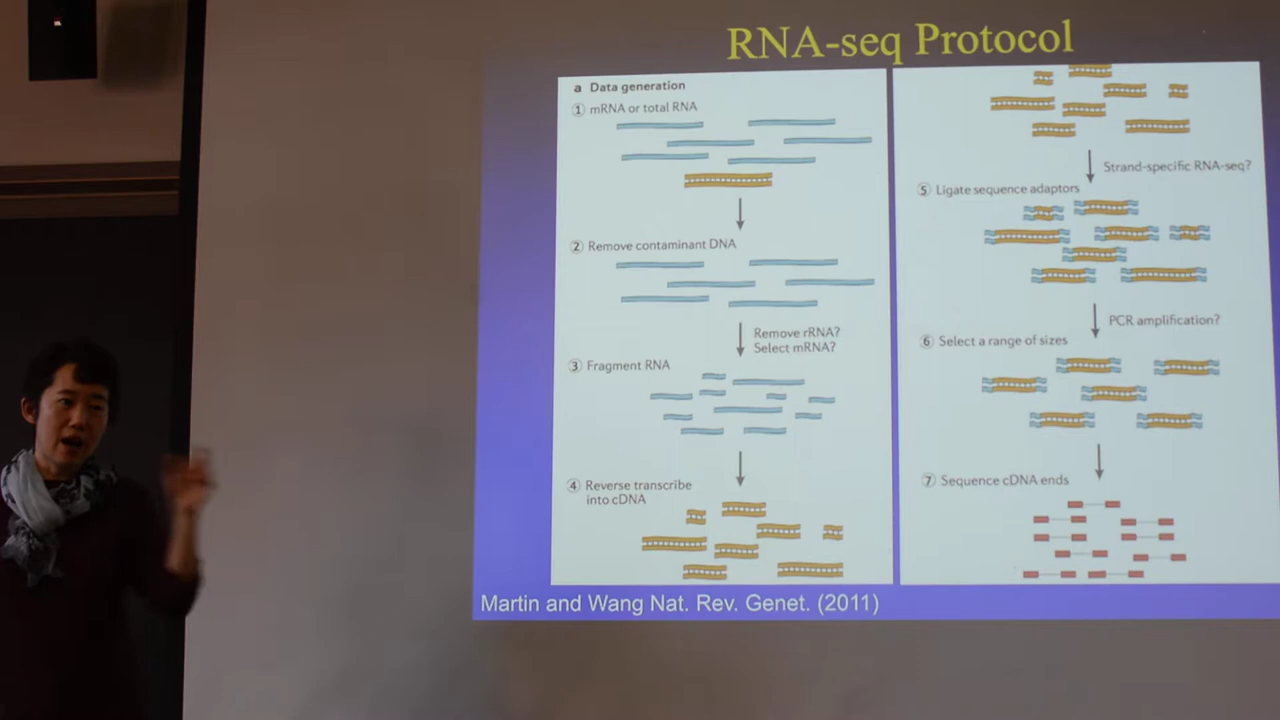 RNA-seq Protocol
a Data generation
① mRNA or total RNA
② Remove contaminant DNA
Remove rRNA?
Select mRNA?
③ Fragment RNA
④ Reverse transcribe
into cDNA
Strand-specific RNA-seq?
⑤ Ligate sequence adaptors
PCR amplification?
⑥ Select a range of sizes
⑦ Sequence cDNA ends
Martin and Wang Nat. Rev. Genet. (2011)